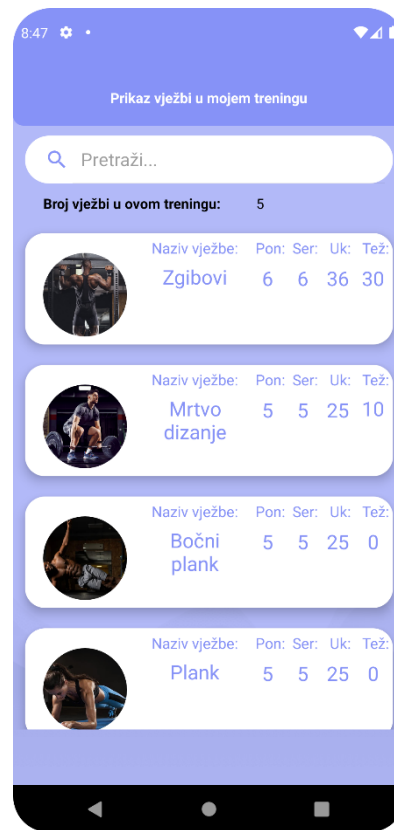 8:47
Prikaz vježbi u mojem treningu
Pretraži...
Broj vježbi u ovom treningu: 5
Naziv vježbe: Pon: Ser: Uk: Tež:
Zgibovi 6 6 36 30
Naziv vježbe: Pon: Ser: Uk: Tež:
Mrtvo 5 5 25 10
dizanje
Naziv vježbe: Pon: Ser: Uk: Tež:
Bočni 5 5 25 0
plank
Naziv vježbe: Pon: Ser: Uk: Tež:
Plank 5 5 25 0